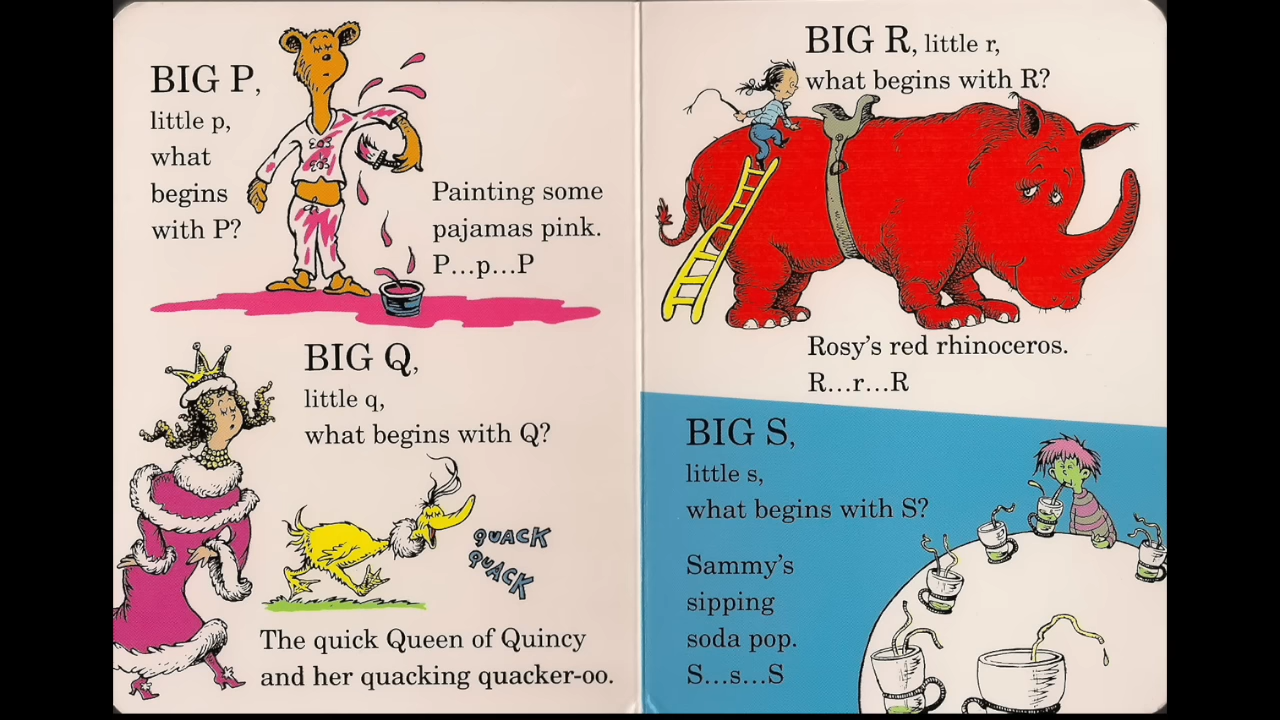 BIG P,
little p,
what
begins
with P?
Painting some
pajamas pink.
P...p...P
BIG Q,
little q,
what begins with Q?
QUACK
QUACK
The quick Queen of Quincy
and her quacking quacker-oo.
BIG R, little r,
what begins with R?
Rosy's red rhinoceros.
R...r...R
BIG S,
little s,
what begins with S?
Sammy's
sipping
soda pop.
S...s...S